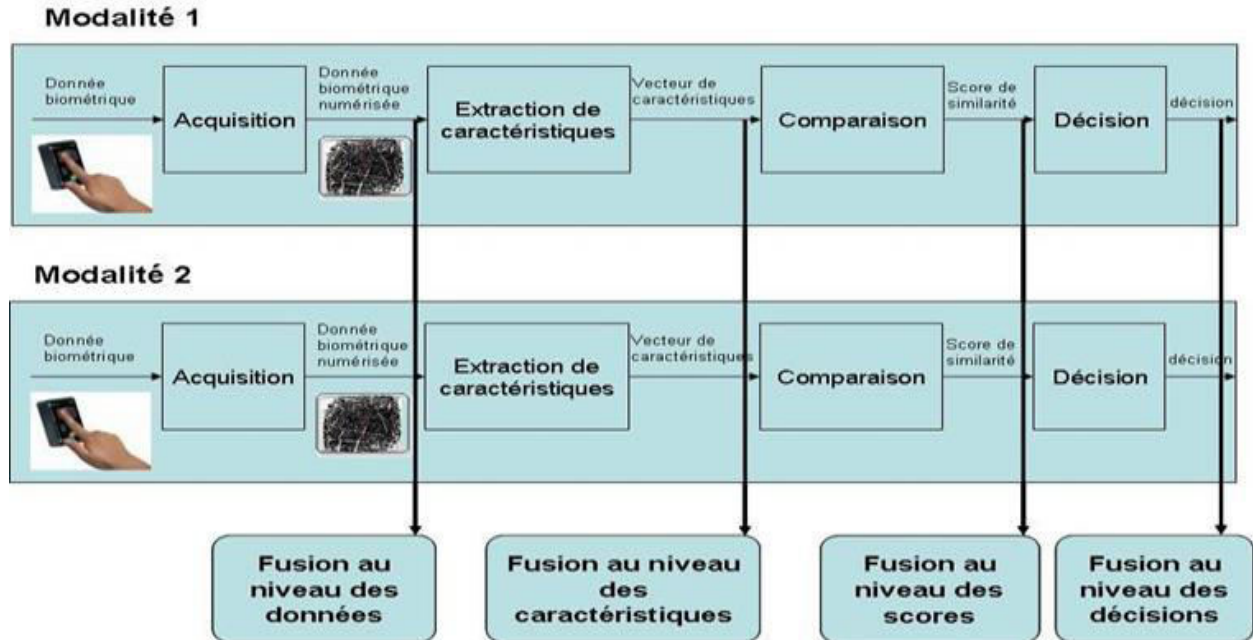 Modalité 1
Donnée
biométrique
Acquisition
Donnée
biométrique
numérisée
Extraction de
caractéristiques
Vecteur de
caractéristiques
Comparaison
Score de
similarité
Décision
décision
Modalité 2
Donnée
biométrique
Acquisition
Donnée
biométrique
numérisée
Extraction de
caractéristiques
Vecteur de
caractéristiques
Comparaison
Score de
similarité
Décision
décision
Fusion au
niveau des
données
Fusion au niveau
des
caractéristiques
Fusion au
niveau des
scores
Fusion au
niveau des
décisions